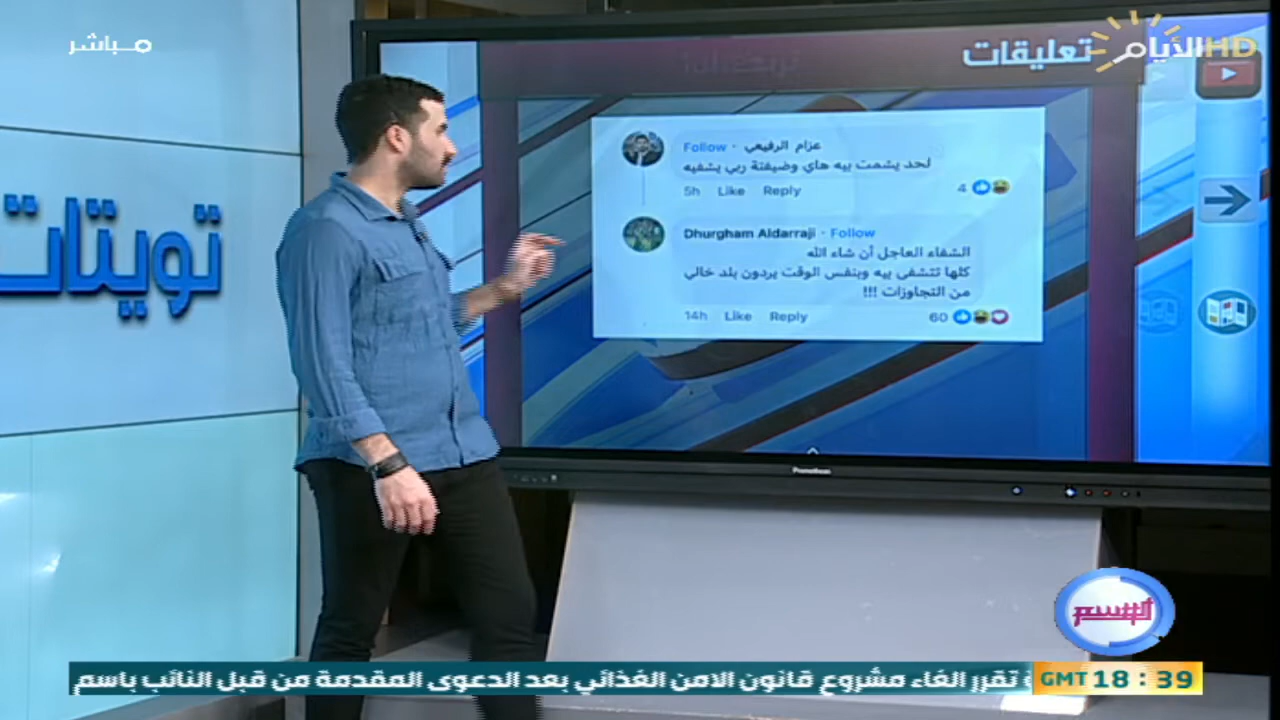 مباشر
تعليقات
الأيام HD
تويتات
عزام الرفيعي · Follow
لحد يشمت بيه هاي وضيفتة ربي يشفيه
5h Like Reply 4
Dhurgham Aldarraji · Follow
الشفاء العاجل أن شاء الله
كلها تتشفى بيه وبنفس الوقت يردون بلد خالي
من التجاوزات !!!
14h Like Reply 60
Promethean
تقرر الغاء مشروع قانون الامن الغذائي بعد الدعوى المقدمة من قبل النائب باسم
GMT 18 : 39